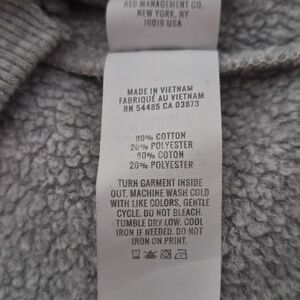 AEO MANAGEMENT CO.
NEW YORK, NY
10016 USA
MADE IN VIETNAM
FABRIQUÉ AU VIETNAM
RN 54485 CA 03873
80% COTTON
20% POLYESTER
80% COTON
20% POLYESTER
TURN GARMENT INSIDE
OUT, MACHINE WASH COLD
WITH LIKE COLORS, GENTLE
CYCLE. DO NOT BLEACH.
TUMBLE DRY LOW. COOL
IRON IF NEEDED. DO NOT
IRON ON PRINT.